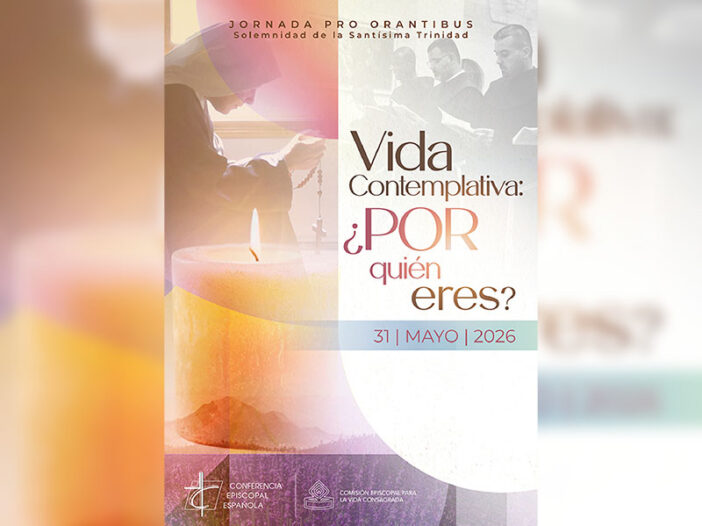 JORNADA PRO ORANTIBUS
Solemnidad de la Santísima Trinidad
Vida
Contemplativa:
¿POR
quién
eres?
31 | MAYO | 2026
CONFERENCIA
EPISCOPAL
ESPAÑOLA
COMISIÓN EPISCOPAL PARA
LA VIDA CONSAGRADA